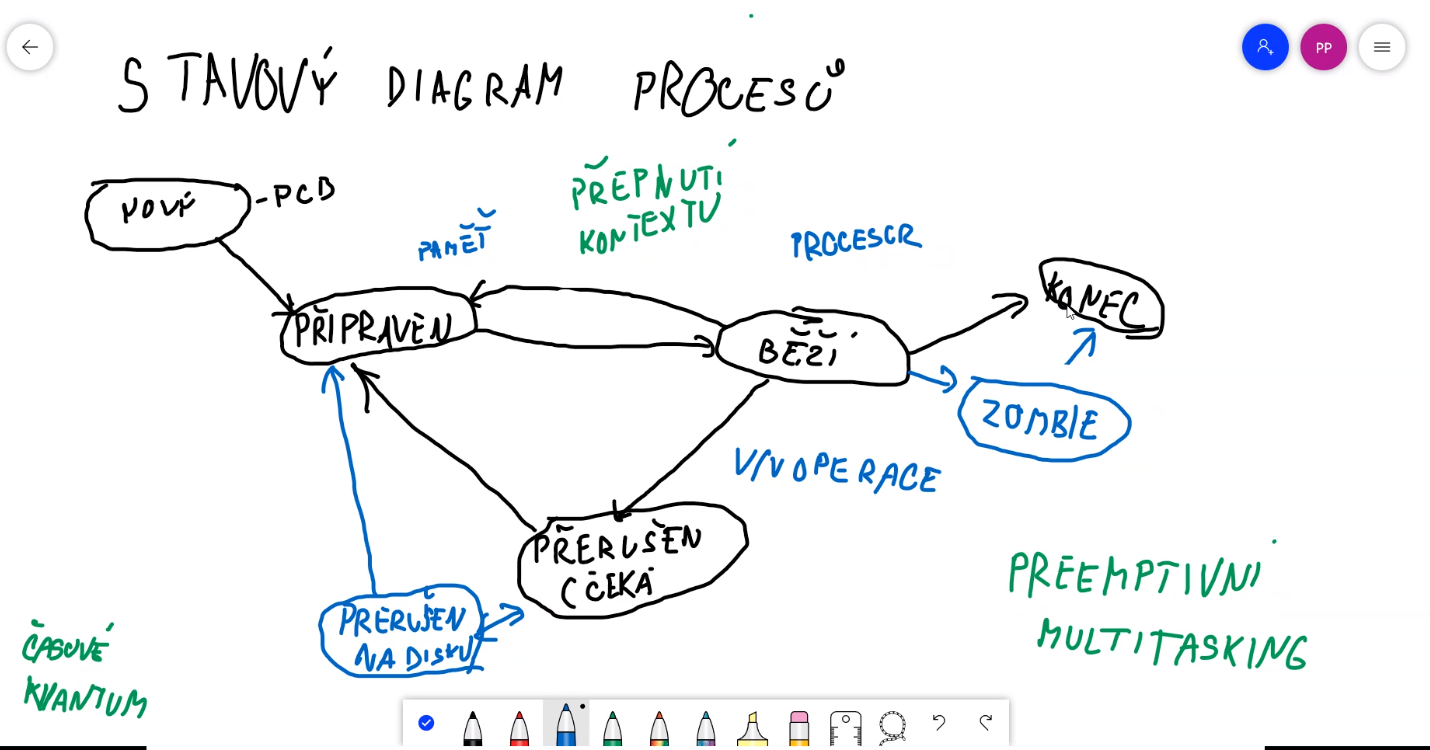 STAVOVÝ DIAGRAM PROCESŮ
PP
NOVÝ
-PCB
PŘEPNUTÍ
KONTEXTU
PAMĚŤ
PROCESOR
PŘIPRAVEN
BĚŽÍ
KONEC
ZOMBIE
V/V OPERACE
PŘERUŠEN
(ČEKÁ
PŘERUŠEN
NA DISKU
PREEMPTIVNÍ
MULTITASKING
ČASOVÉ
KVANTUM